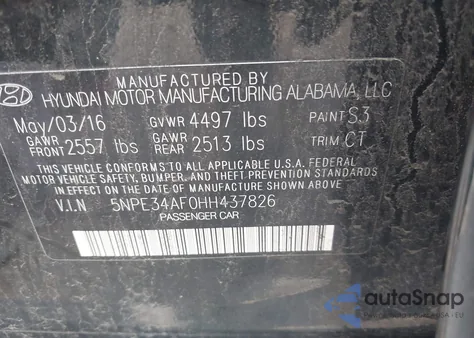 MANUFACTURED BY
HYUNDAI MOTOR MANUFACTURING ALABAMA, LLC
May/03/16 GVWR 4497 lbs PAINT S3
GAWR FRONT 2557 lbs GAWR REAR 2513 lbs TRIM CT
THIS VEHICLE CONFORMS TO ALL APPLICABLE U.S.A. FEDERAL
MOTOR VEHICLE SAFETY, BUMPER, AND THEFT PREVENTION STANDARDS
IN EFFECT ON THE DATE OF MANUFACTURE SHOWN ABOVE.
V.I.N 5NPE34AF0HH437826
PASSENGER CAR
autoSnap